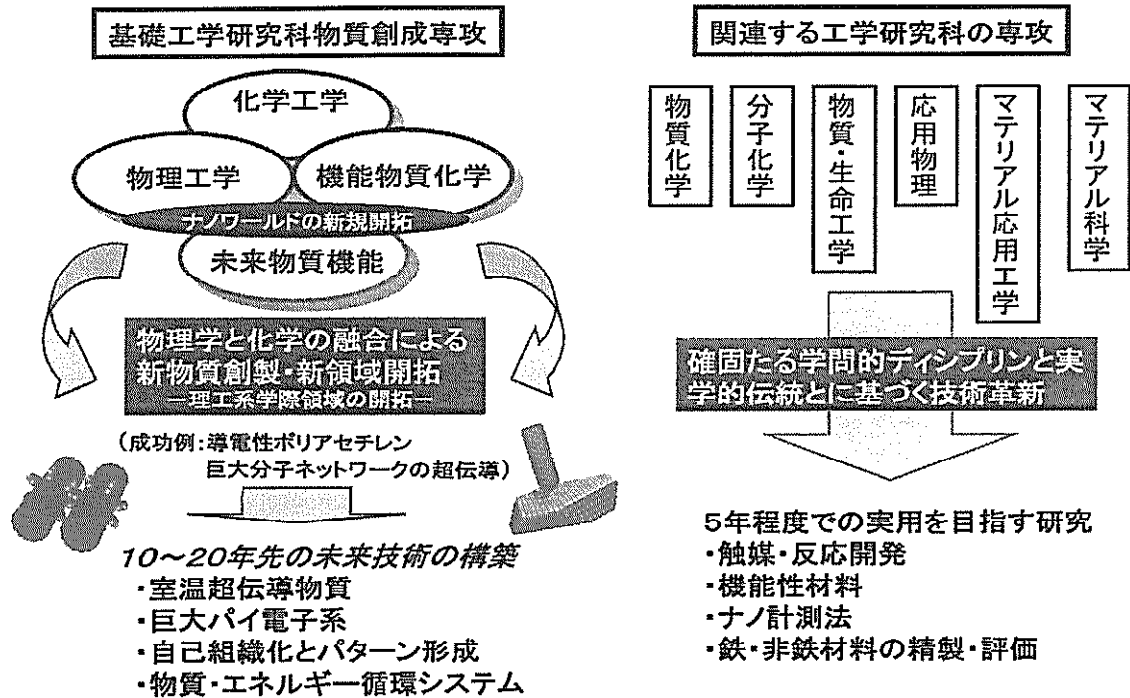 基礎工学研究科物質創成専攻
化学工学
物理工学
機能物質化学
ナノワールドの新規開拓
未来物質機能
物理学と化学の融合による
新物質創製・新領域開拓
―理工系学際領域の開拓―
（成功例：導電性ポリアセチレン
巨大分子ネットワークの超伝導）
10～20年先の未来技術の構築
・室温超伝導物質
・巨大パイ電子系
・自己組織化とパターン形成
・物質・エネルギー循環システム
関連する工学研究科の専攻
物質化学
分子化学
物質・生命工学
応用物理
マテリアル応用工学
マテリアル科学
確固たる学問的ディシプリンと実
学的伝統とに基づく技術革新
5年程度での実用を目指す研究
・触媒・反応開発
・機能性材料
・ナノ計測法
・鉄・非鉄材料の精製・評価